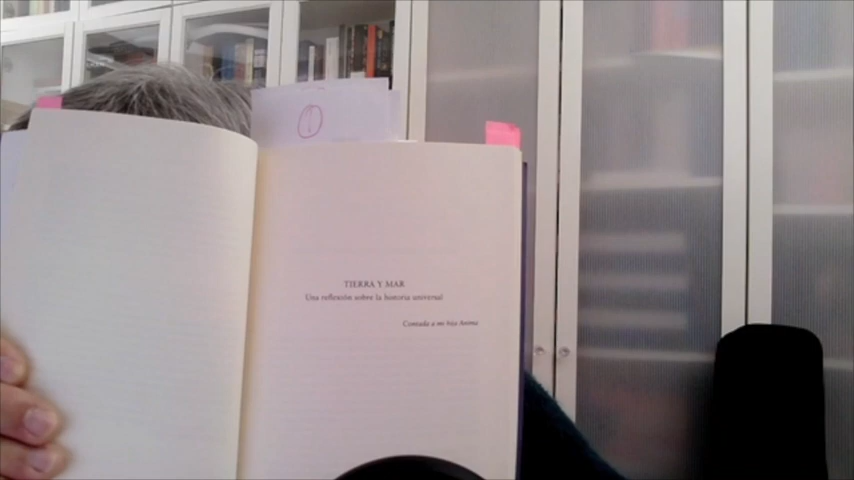 TIERRA Y MAR
Una reflexión sobre la historia universal
Contada a mi hija Anima